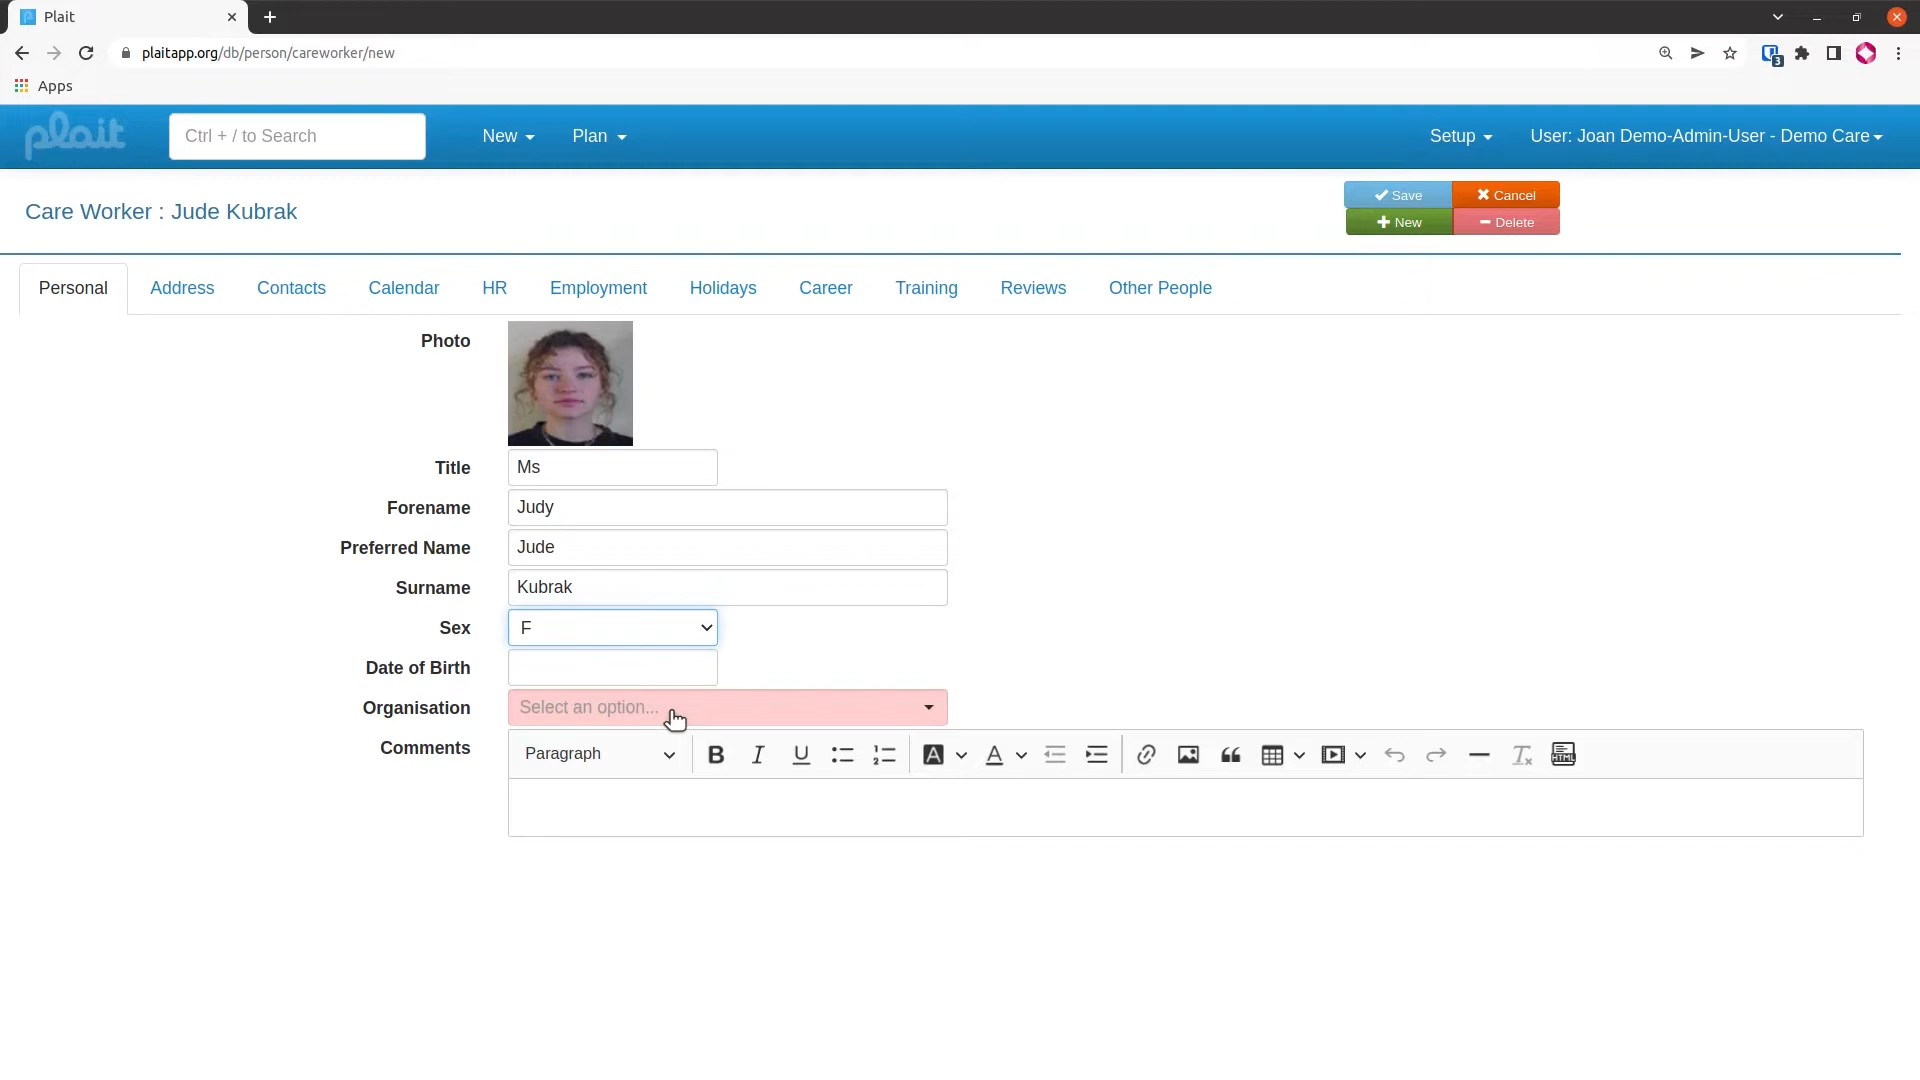 Plait
plaitapp.org/db/person/careworker/new
3
Apps
plait
Ctrl + / to Search
New
Plan
Setup
User: Joan Demo-Admin-User - Demo Care
Care Worker : Jude Kubrak
Save
Cancel
New
Delete
Personal
Address
Contacts
Calendar
HR
Employment
Holidays
Career
Training
Reviews
Other People
Photo
Title
Ms
Forename
Judy
Preferred Name
Jude
Surname
Kubrak
Sex
F
Date of Birth
Organisation
Select an option...
Comments
Paragraph
B
I
U
A
A
HTML